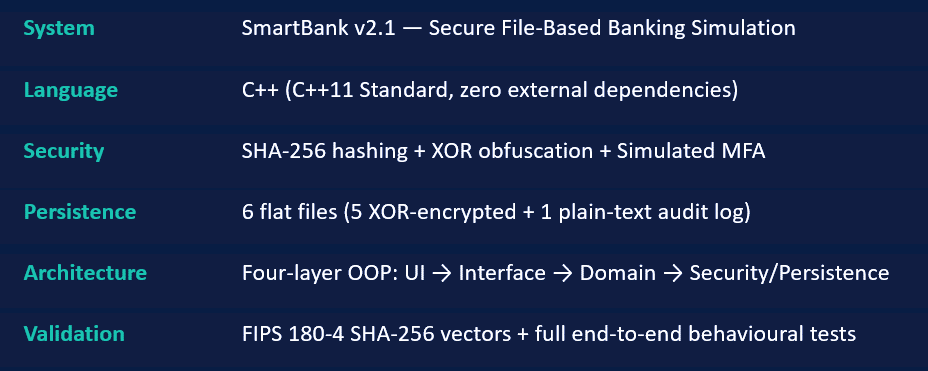 System SmartBank v2.1 — Secure File-Based Banking Simulation
Language C++ (C++11 Standard, zero external dependencies)
Security SHA-256 hashing + XOR obfuscation + Simulated MFA
Persistence 6 flat files (5 XOR-encrypted + 1 plain-text audit log)
Architecture Four-layer OOP: UI → Interface → Domain → Security/Persistence
Validation FIPS 180-4 SHA-256 vectors + full end-to-end behavioural tests